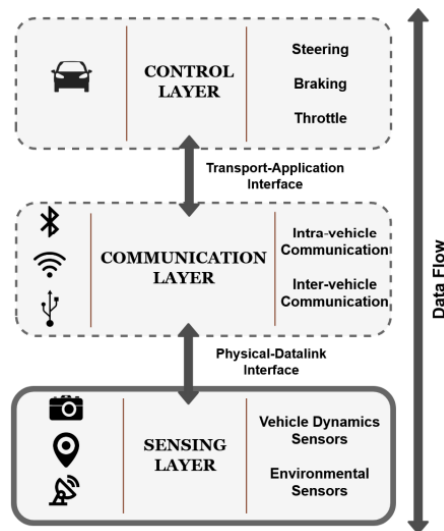 CONTROL
LAYER
Steering
Braking
Throttle
Transport-Application
Interface
COMMUNICATION
LAYER
Intra-vehicle
Communication
Inter-vehicle
Communication
Physical-Datalink
Interface
SENSING
LAYER
Vehicle Dynamics
Sensors
Environmental
Sensors
Data Flow